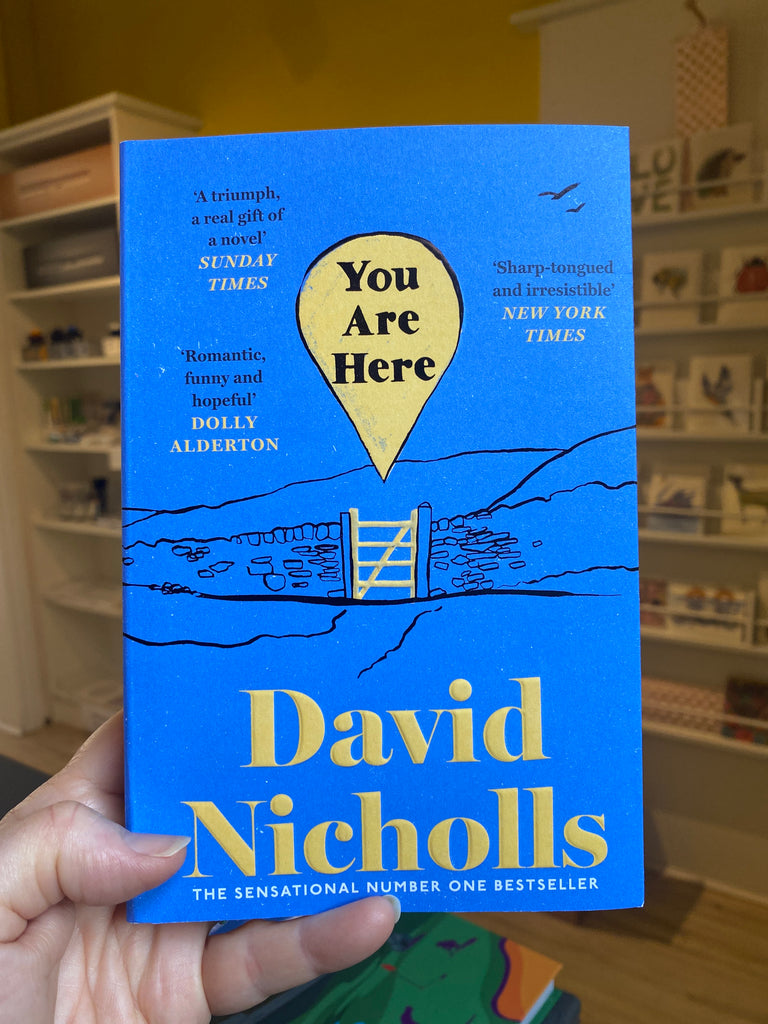 'A triumph,
a real gift of
a novel'
SUNDAY
TIMES
You
Are
Here
'Sharp-tongued
and irresistible'
NEW YORK
TIMES
'Romantic,
funny and
hopeful'
DOLLY
ALDERTON
David
Nicholls
THE SENSATIONAL NUMBER ONE BESTSELLER